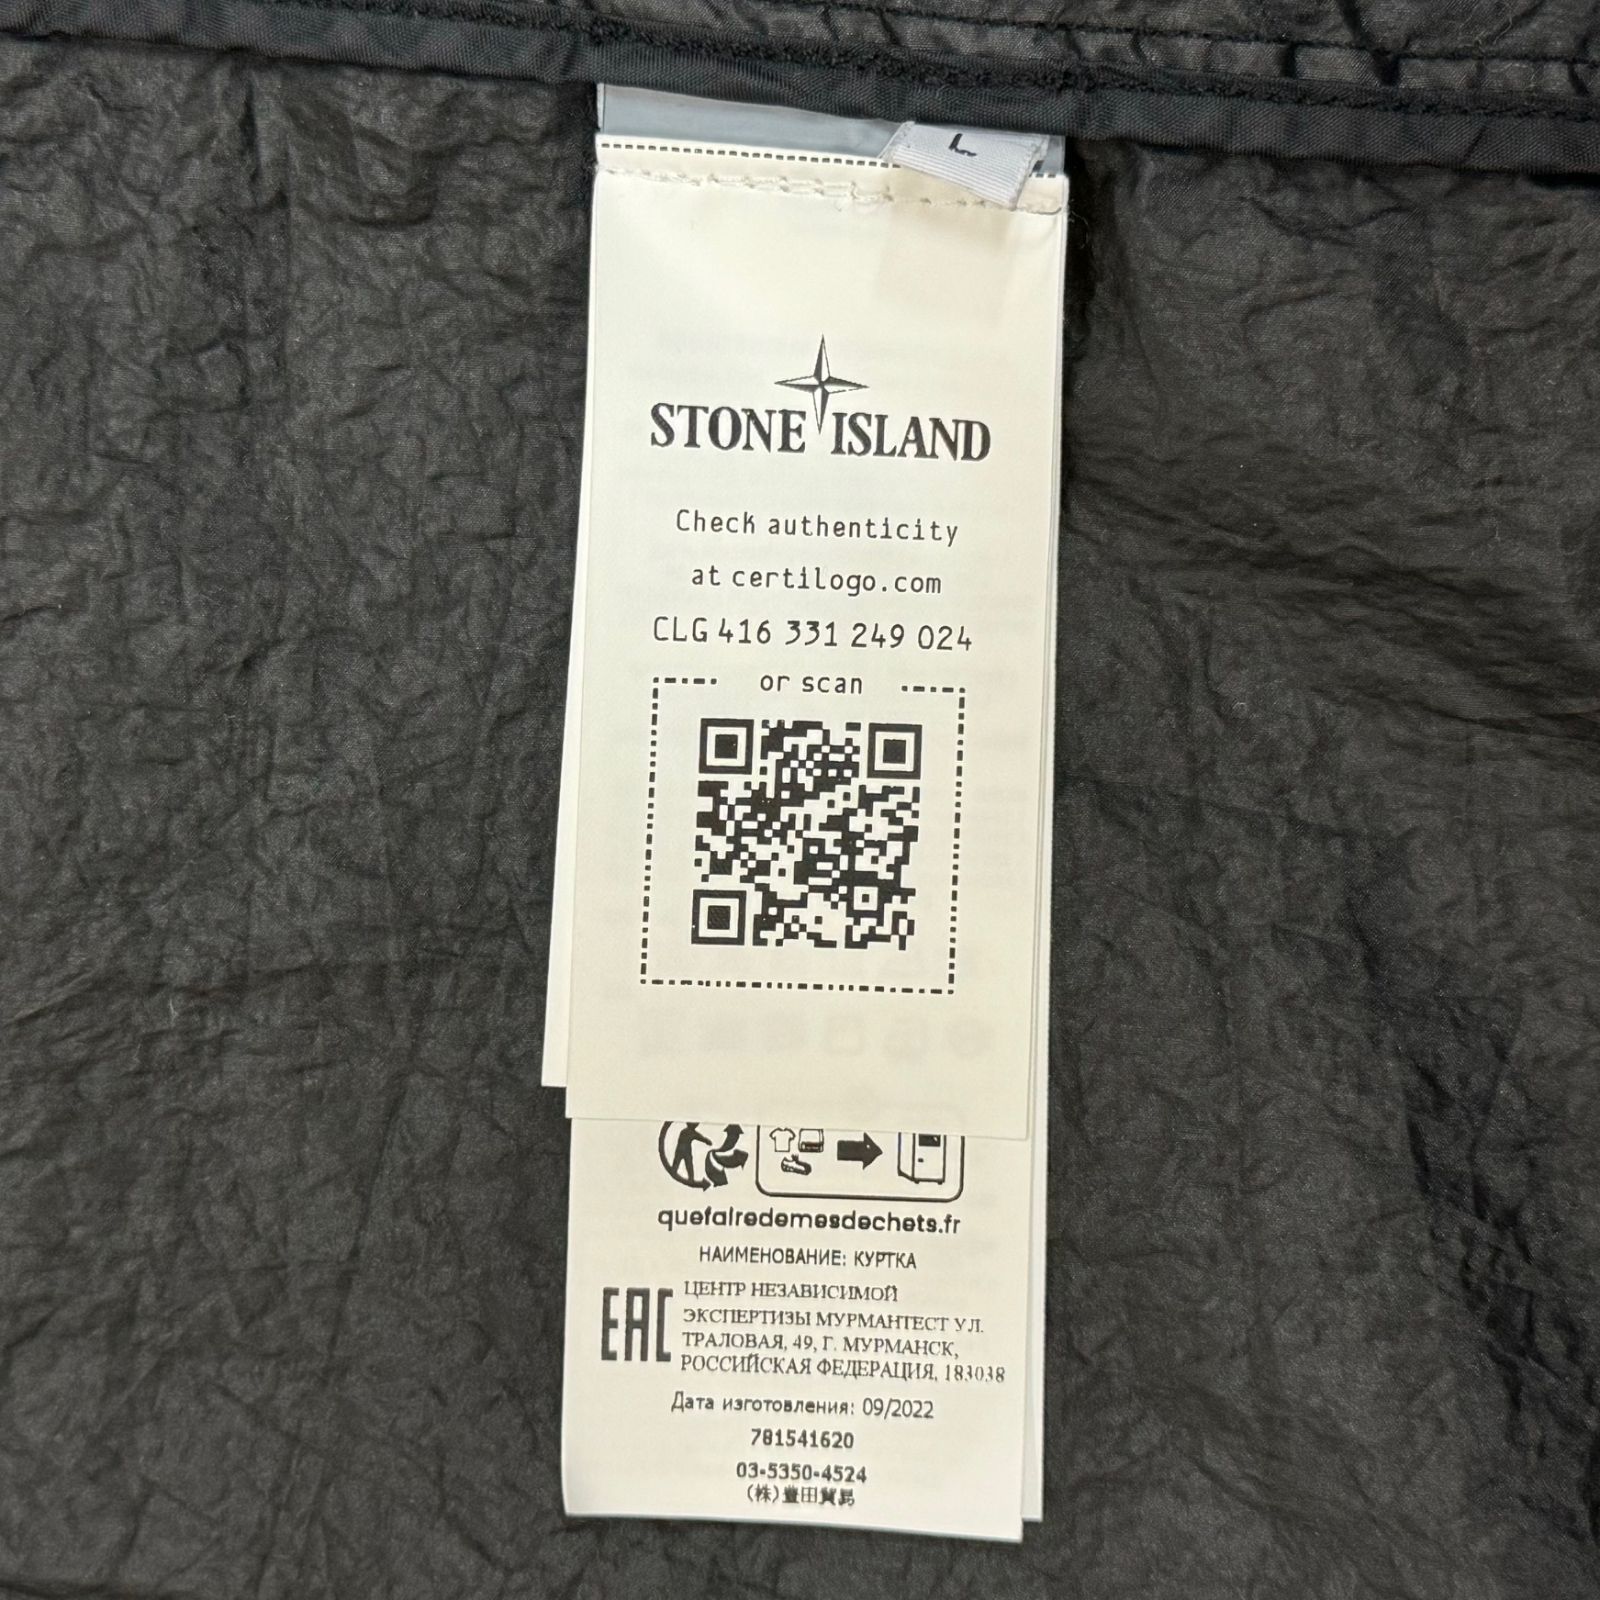 L
STONE ISLAND
Check authenticity
at certilogo.com
CLG 416 331 249 024
or scan
quefairedemesdechets.fr
НАИМЕНОВАНИЕ: КУРТКА
EAC
ЦЕНТР НЕЗАВИСИМОЙ
ЭКСПЕРТИЗЫ МУРМАНТЕСТ УЛ.
ТРАЛОВАЯ, 49, Г. МУРМАНСК,
РОССИЙСКАЯ ФЕДЕРАЦИЯ, 183038
Дата изготовления: 09/2022
781541620
03-5350-4524
(株)豊田貿易